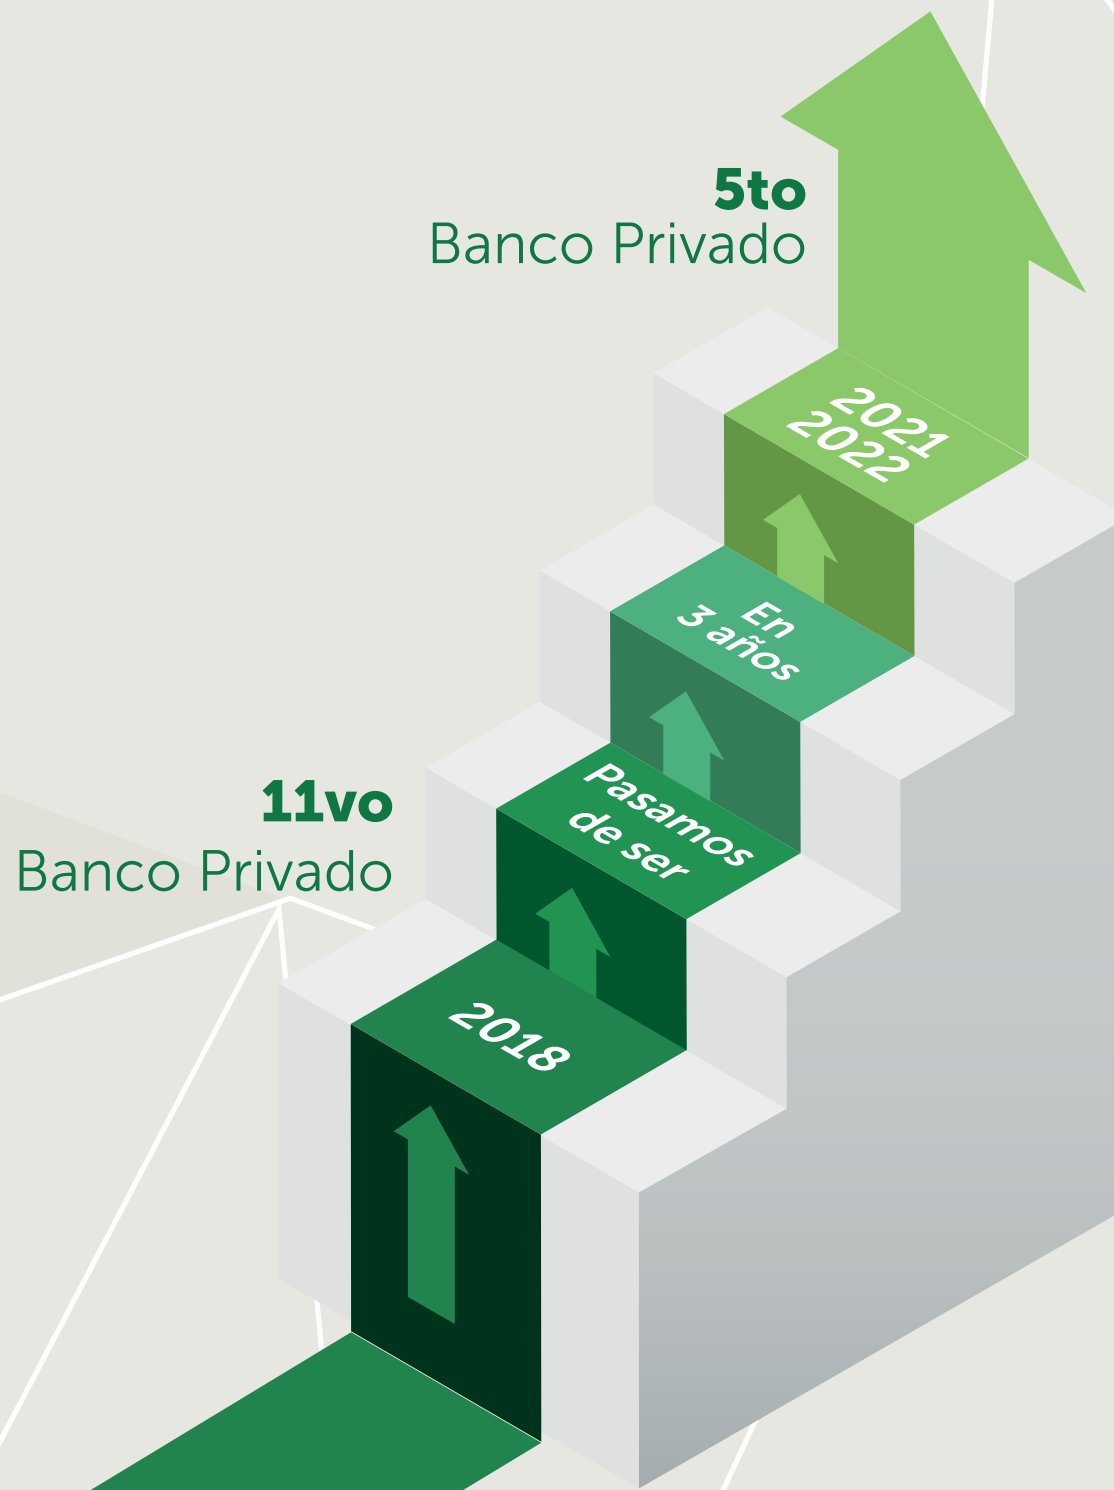 5to
Banco Privado
2021
2022
En
3 años
Pasamos
de ser
11vo
Banco Privado
2018